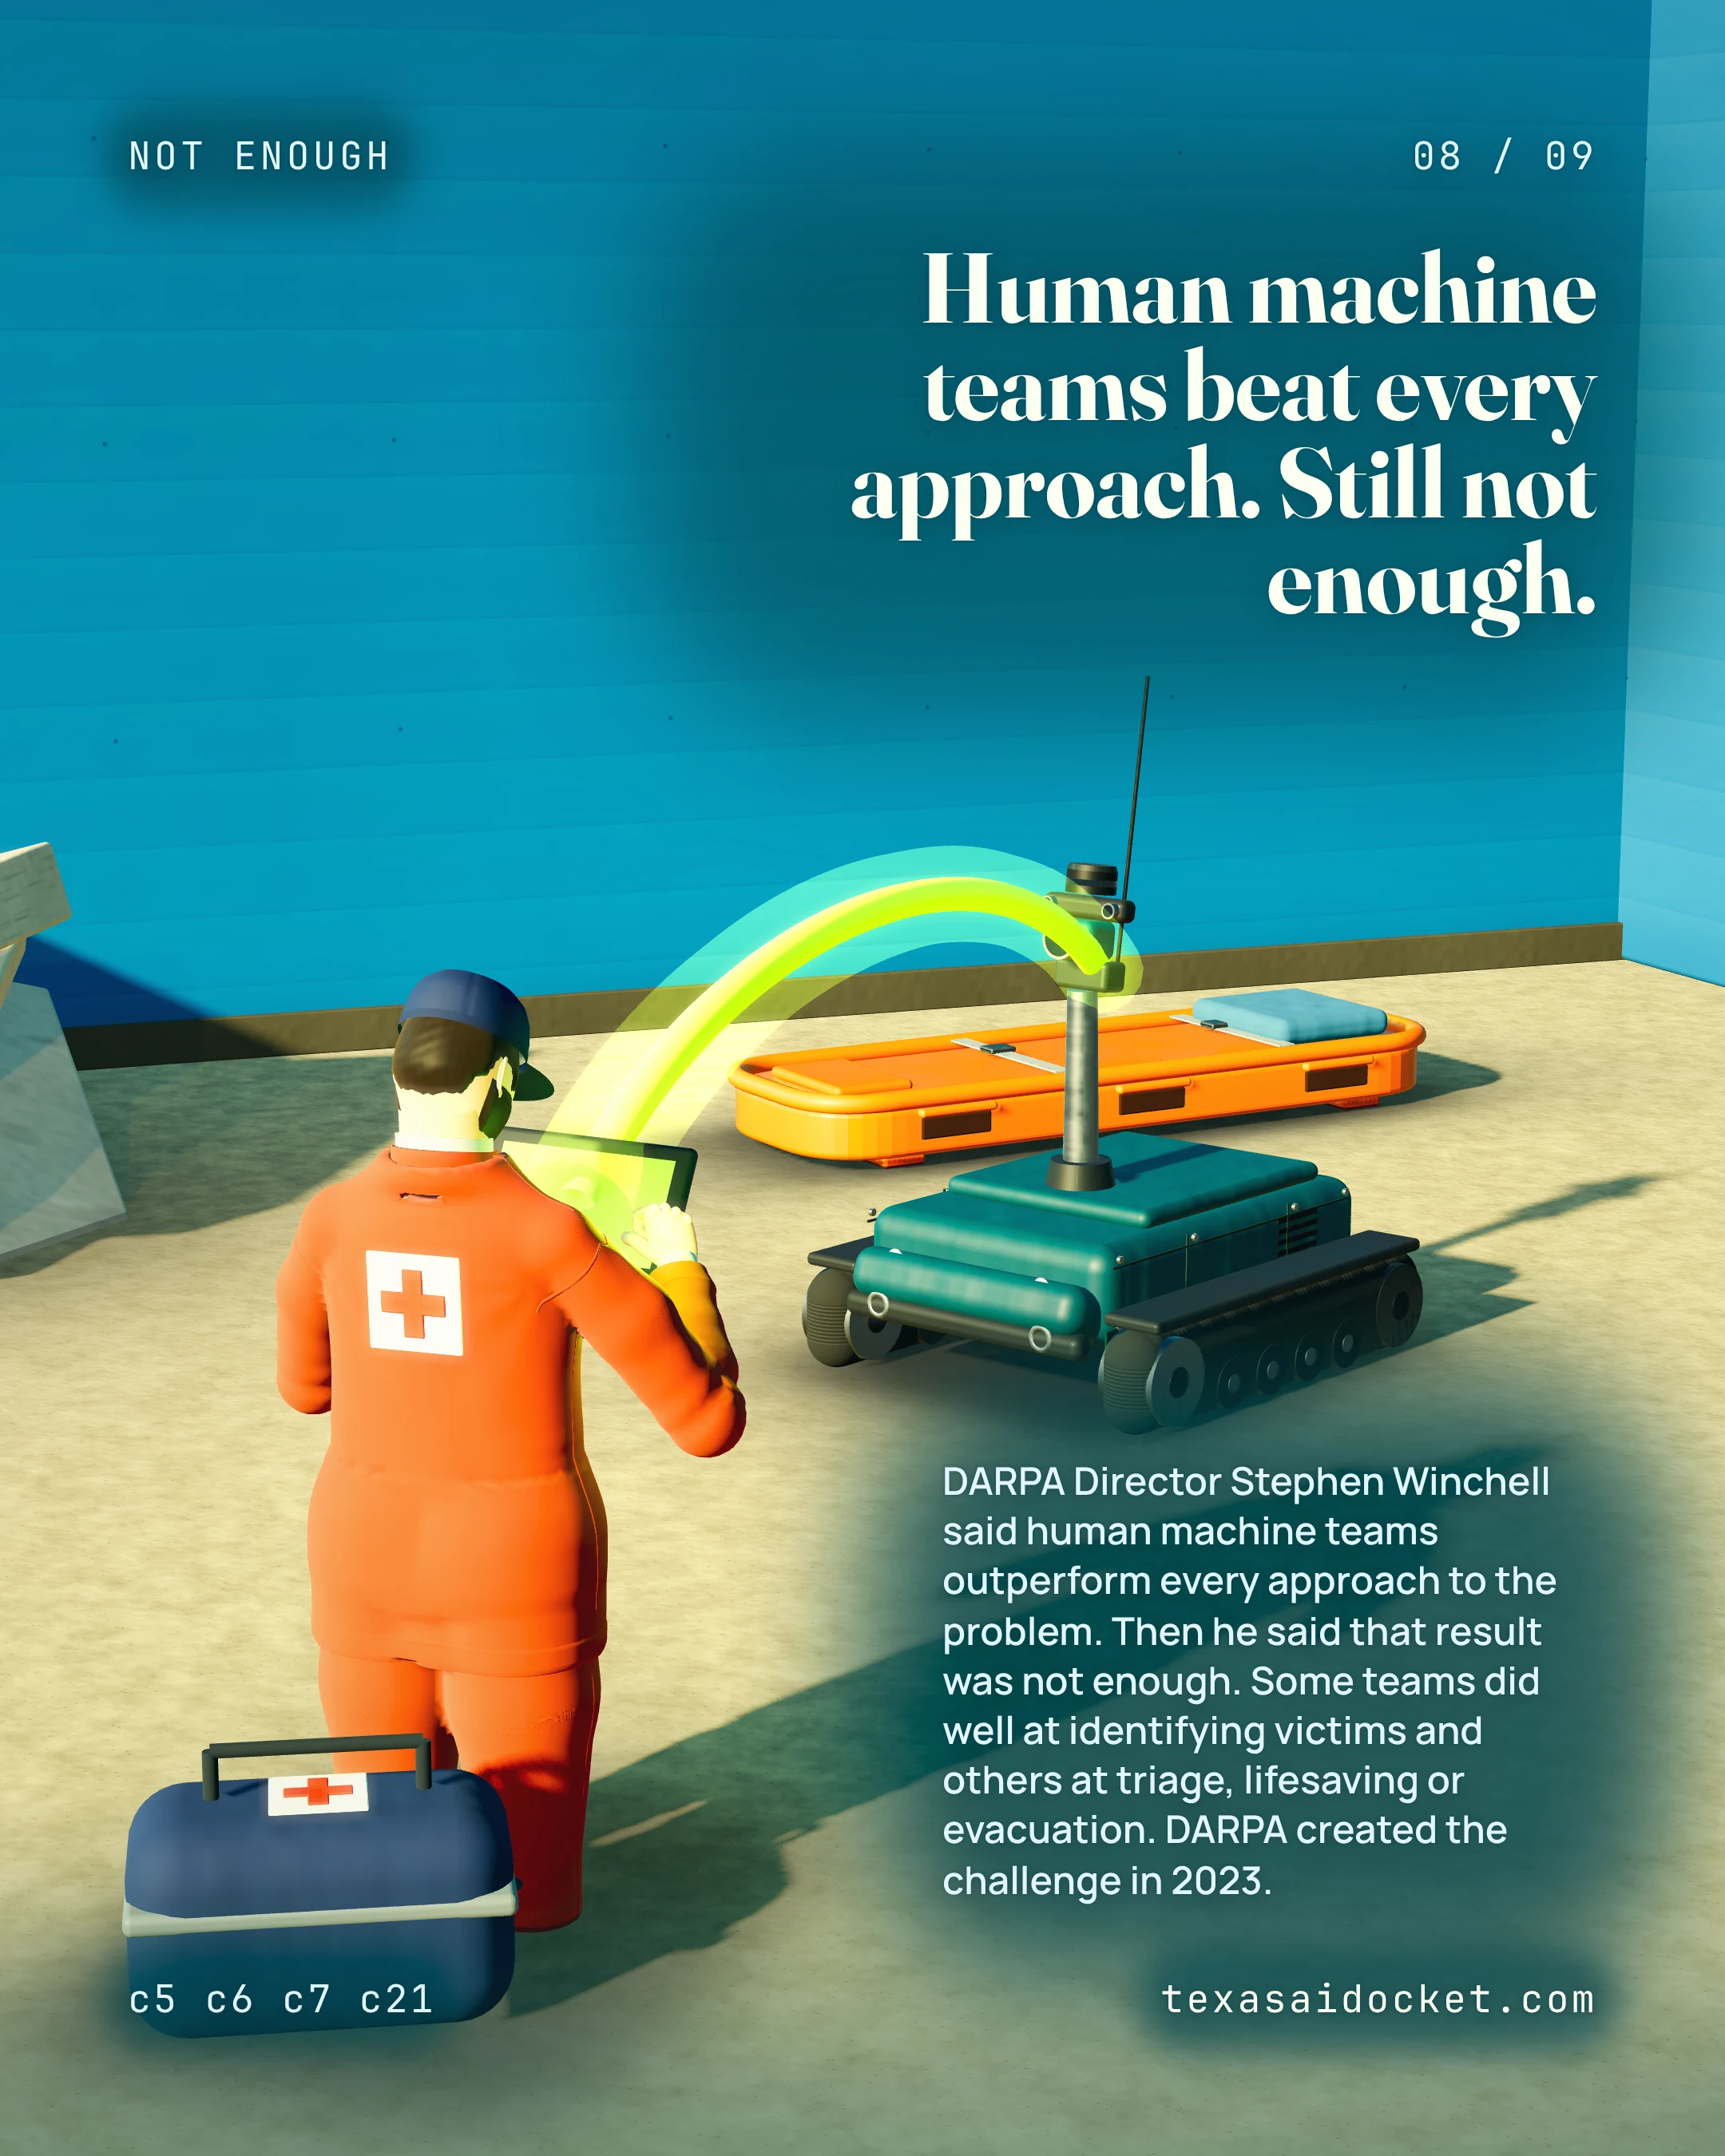 NOT ENOUGH
08 / 09
Human machine
teams beat every
approach. Still not
enough.
DARPA Director Stephen Winchell
said human machine teams
outperform every approach to the
problem. Then he said that result
was not enough. Some teams did
well at identifying victims and
others at triage, lifesaving or
evacuation. DARPA created the
challenge in 2023.
c5 c6 c7 c21
texasaidocket.com